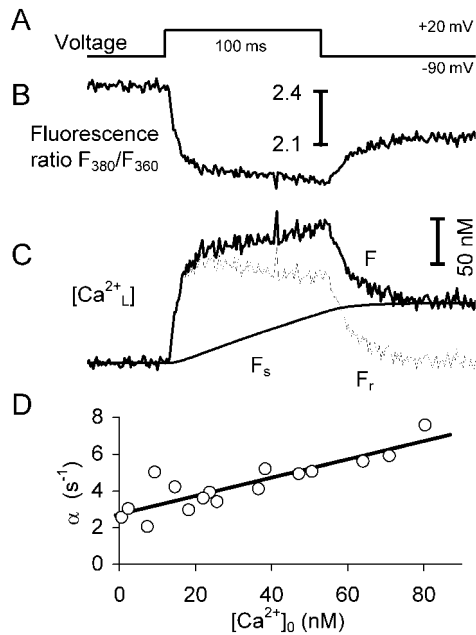 A
Voltage
100 ms
+20 mV
-90 mV
B
2.4
2.1
Fluorescence
ratio F380/F360
C
50 nM
F
[Ca2+L]
Fs
Fr
D
8
6
4
2
0
α (s-1)
0 20 40 60 80
[Ca2+]0 (nM)